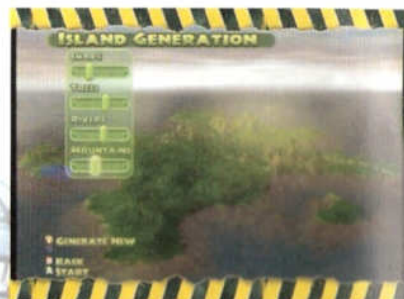 ISLAND GENERATION
TREES
RIVERS
MOUNTAINS
GENERATE NEW
BACK
START